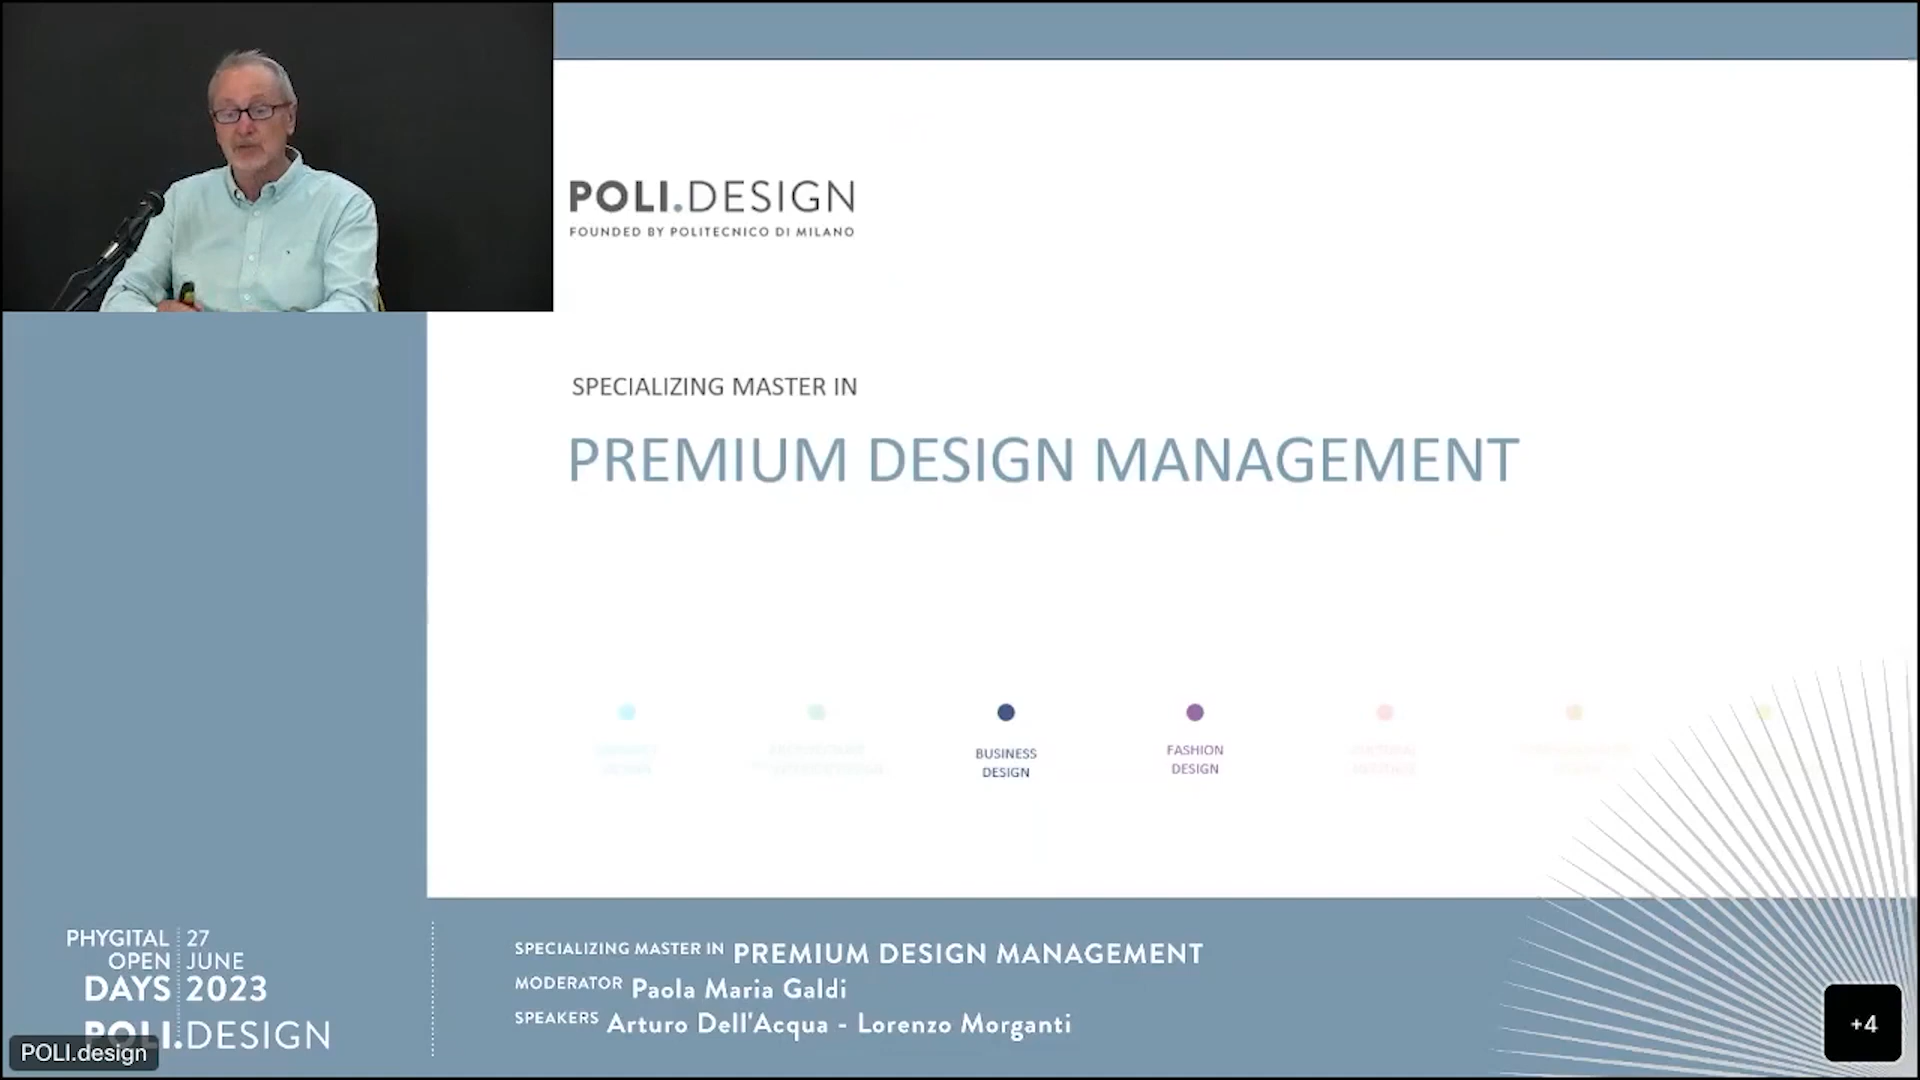 POLI.DESIGN
FOUNDED BY POLITECNICO DI MILANO
SPECIALIZING MASTER IN
PREMIUM DESIGN MANAGEMENT
BUSINESS
DESIGN
FASHION
DESIGN
PHYGITAL
OPEN
DAYS
27
JUNE
2023
POLI.DESIGN
POLI.design
SPECIALIZING MASTER IN PREMIUM DESIGN MANAGEMENT
MODERATOR Paola Maria Galdi
SPEAKERS Arturo Dell'Acqua - Lorenzo Morganti
+4